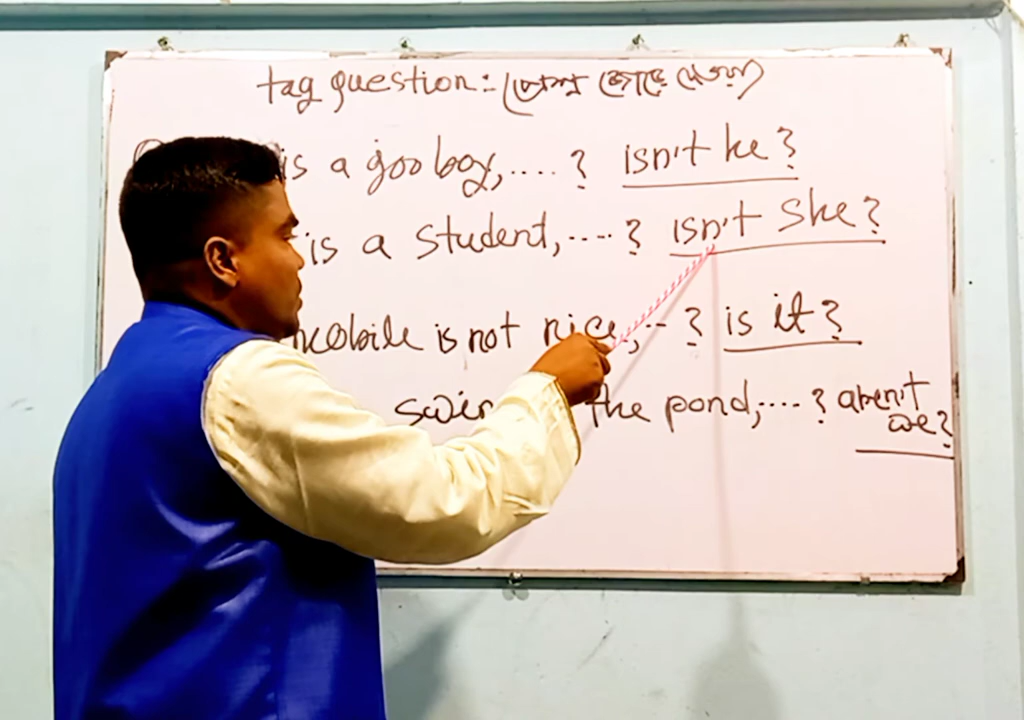 tag question:
is a goo boy,....? isn't he?
is a student,....? isn't she?
is not nice,..? is it?
the pond,....? aren't
we?